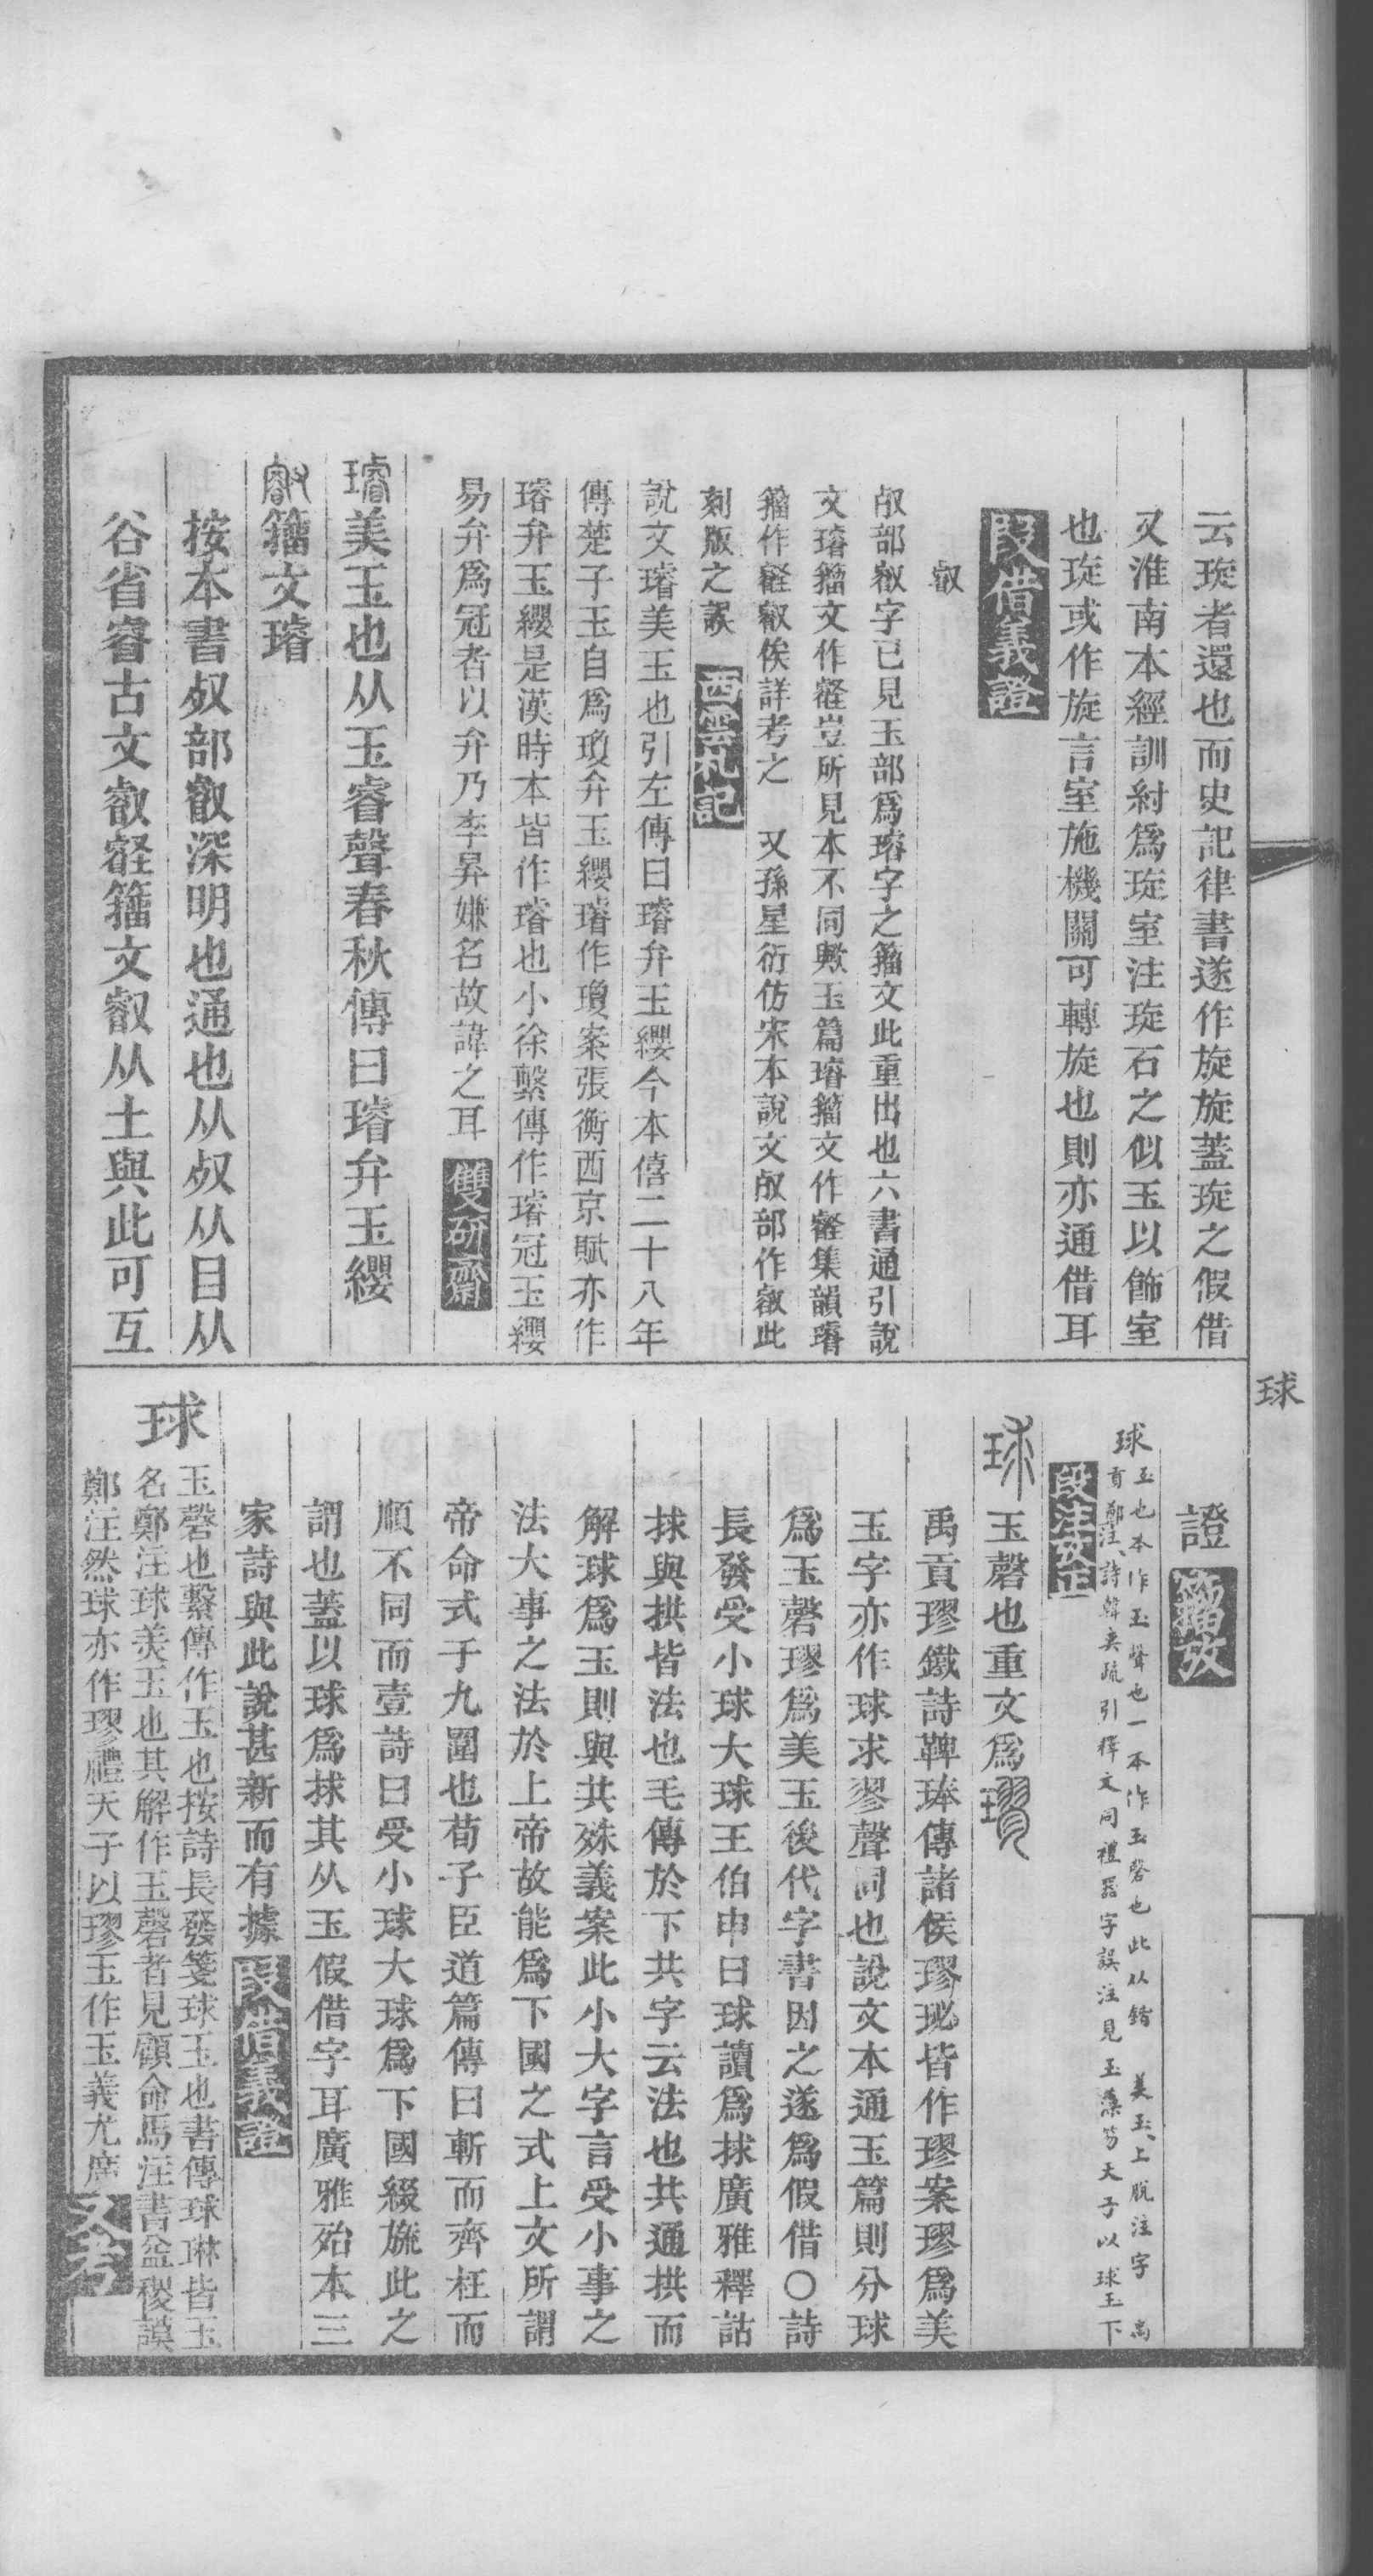 云琁者還也而史記律書遂作旋旋蓋琁之假借
又淮南本經訓紂爲琁室注琁石之似玉以飾室
也琁或作旋言室施機關可轉旋也則亦通借耳
段借義證
叡
㕡部叡字已見玉部爲璿字之籀文此重出也六書通引說
文璿籀文作壡豈所見本不同歟玉篇璿籀文作壡集韻璿
籀作壡叡俟詳考之 又孫星衍仿宋本說文㕡部作叡此
刻版之誤 西雲札記
說文璿美玉也引左傳曰璿弁玉纓今本僖二十八年
傳楚子玉自爲瓊弁玉纓璿作瓊案張衡西京賦亦作
璿弁玉纓是漢時本皆作璿也小徐繫傳作璿冠玉纓
易弁爲冠者以弁乃李昪嫌名故諱之耳 雙研齋
璿美玉也从玉睿聲春秋傳曰璿弁玉纓
叡籀文璿
按本書㕡部叡深明也通也从㕡从目从
谷省睿古文叡壡籀文叡从土與此可互
證 籀攷
球
球玉也本作玉聲也一本作玉磬也此从鍇 美玉上脫注字 禹
貢鄭注詩韓奕疏引釋文同禮器字誤注見玉藻笏天子以球玉下
段注攷正
球玉磬也重文爲璆
禹貢璆鐵詩鞞琫傳諸侯璆珌皆作璆案璆爲美
玉字亦作球求翏聲同也說文本通玉篇則分球
爲玉磬璆爲美玉後代字書因之遂爲假借○詩
長發受小球大球王伯申曰球讀爲捄廣雅釋詁
捄與拱皆法也毛傳於下共字云法也共通拱而
解球爲玉則與共殊義案此小大字言受小事之
法大事之法於上帝故能爲下國之式上文所謂
帝命式于九圍也荀子臣道篇傳曰斬而齊枉而
順不同而壹詩曰受小球大球爲下國綴旒此之
謂也蓋以球爲捄其从玉假借字耳廣雅殆本三
家詩與此說甚新而有據 段借義證
球
玉磬也繫傳作玉也按詩長發箋球玉也書傳球琳皆玉
名鄭注球美玉也其解作玉磬者見顧命馬注書益稷謨
鄭注然球亦作璆禮天子以璆玉作玉義尤廣 文考